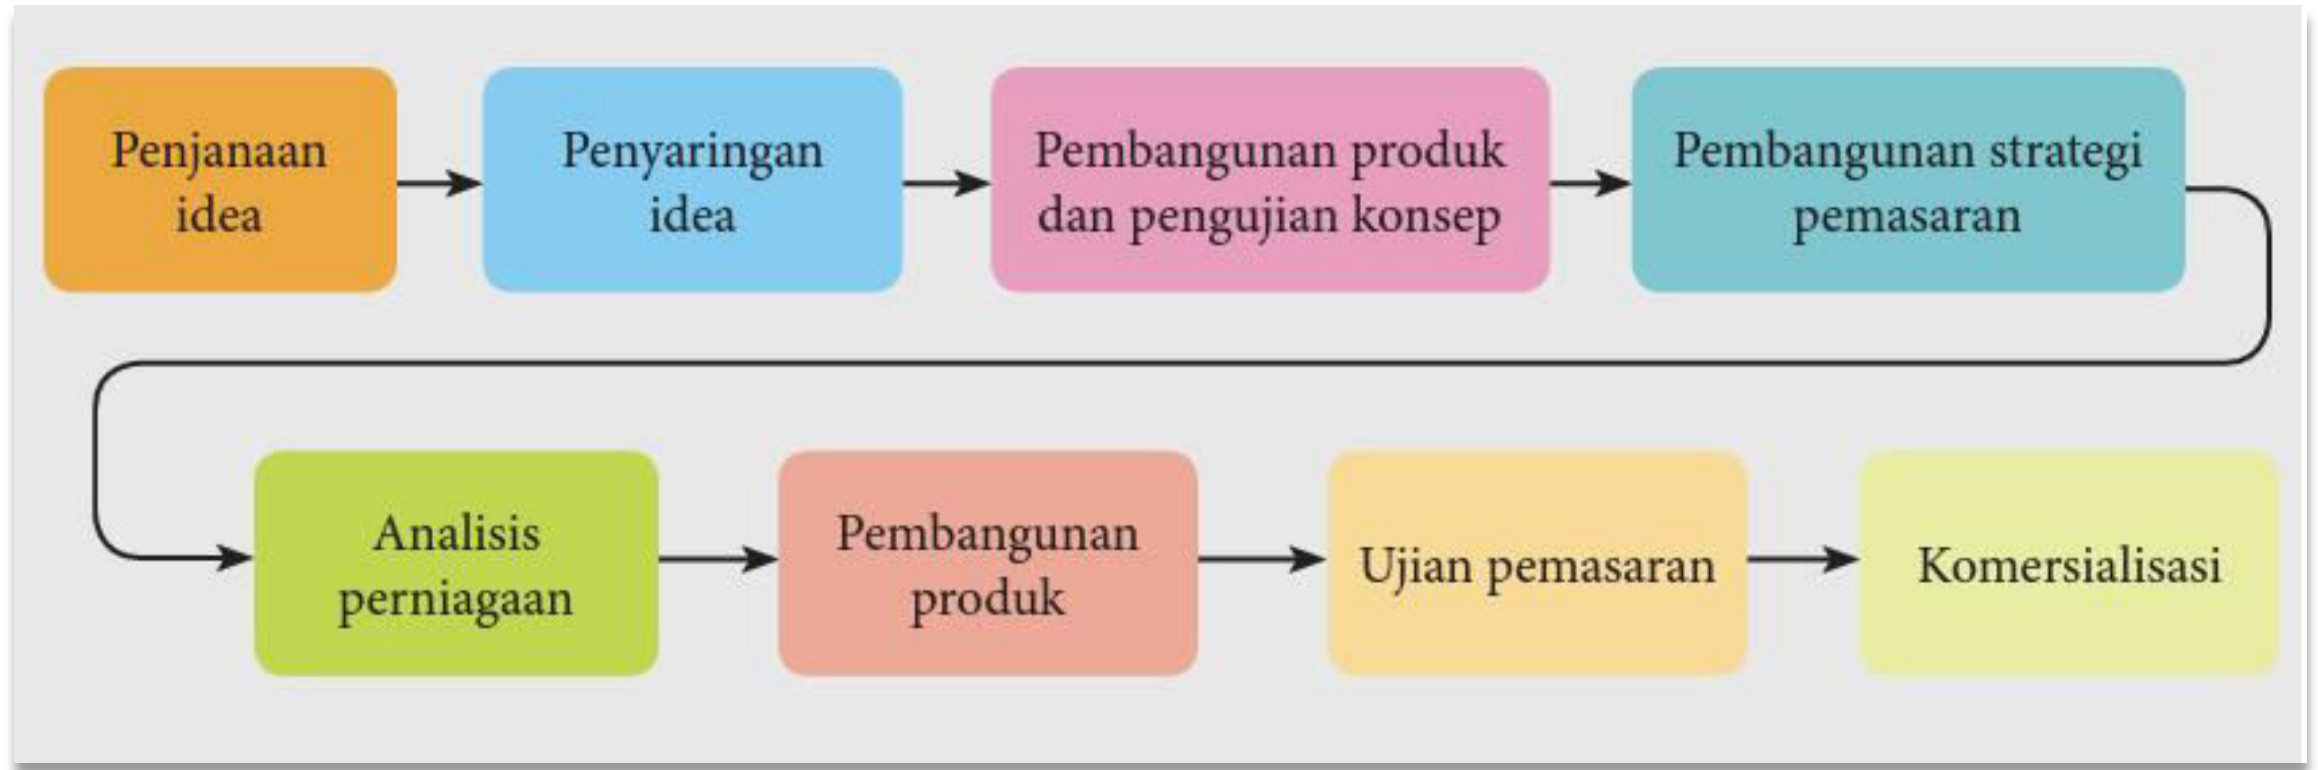 Penjanaan
idea
Penyaringan
idea
Pembangunan produk
dan pengujian konsep
Pembangunan strategi
pemasaran
Analisis
perniagaan
Pembangunan
produk
Ujian pemasaran
Komersialisasi